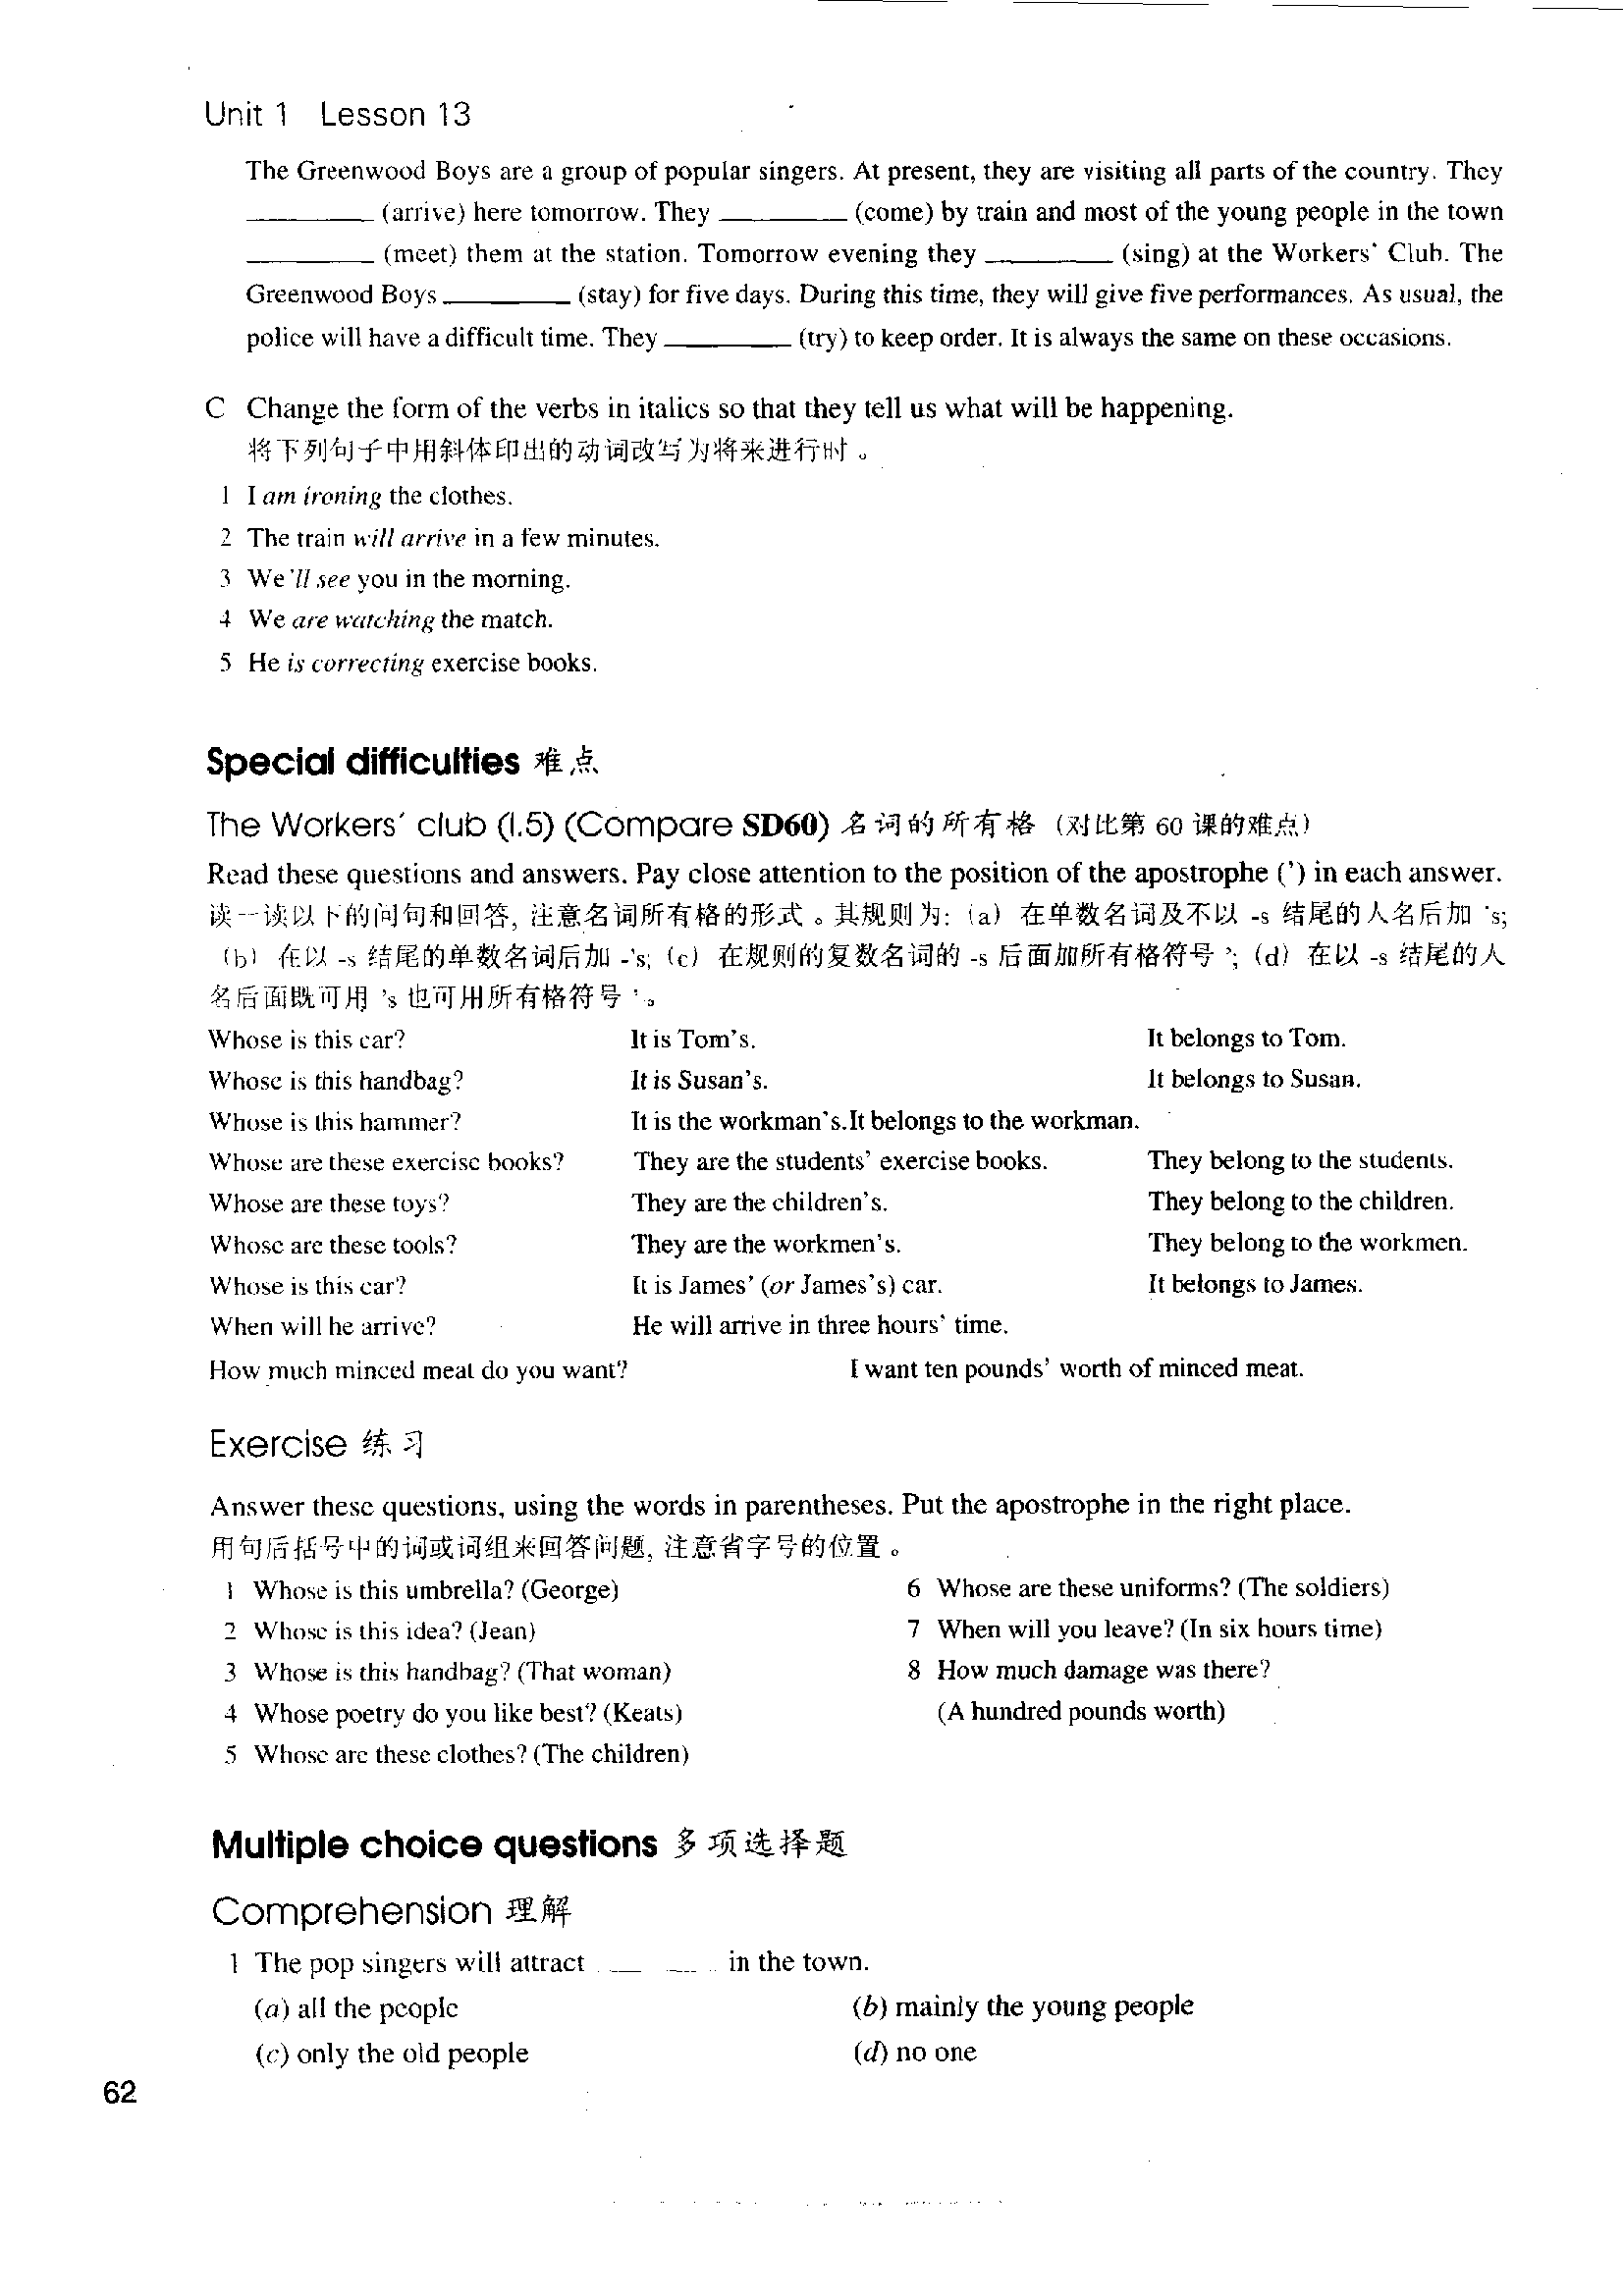 Unit 1 Lesson 13
The Greenwood Boys are a group of popular singers. At present, they are visiting all parts of the country. They
________ (arrive) here tomorrow. They ________ (come) by train and most of the young people in the town
________ (meet) them at the station. Tomorrow evening they ________ (sing) at the Workers' Club. The
Greenwood Boys ________ (stay) for five days. During this time, they will give five performances. As usual, the
police will have a difficult time. They ________ (try) to keep order. It is always the same on these occasions.
C Change the form of the verbs in italics so that they tell us what will be happening.
将下列句子中用斜体印出的动词改写为将来进行时。
1 I am ironing the clothes.
2 The train will arrive in a few minutes.
3 We'll see you in the morning.
4 We are watching the match.
5 He is correcting exercise books.
Special difficulties 难点
The Workers' club (l.5) (Compare SD60) 名词的所有格 (对比第 60 课的难点)
Read these questions and answers. Pay close attention to the position of the apostrophe (') in each answer.
读一读以下的问句和回答, 注意名词所有格的形式。其规则为: (a) 在单数名词及不以 -s 结尾的人名后加 's;
(b) 在以 -s 结尾的单数名词后加 -'s; (c) 在规则的复数名词的 -s 后面加所有格符号 '; (d) 在以 -s 结尾的人
名后面既可用 's 也可用所有格符号 '。
Whose is this car? It is Tom's. It belongs to Tom.
Whose is this handbag? It is Susan's. It belongs to Susan.
Whose is this hammer? It is the workman's.It belongs to the workman.
Whose are these exercise books? They are the students' exercise books. They belong to the students.
Whose are these toys? They are the children's. They belong to the children.
Whose are these tools? They are the workmen's. They belong to the workmen.
Whose is this car? It is James' (or James's) car. It belongs to James.
When will he arrive? He will arrive in three hours' time.
How much minced meat do you want? I want ten pounds' worth of minced meat.
Exercise 练习
Answer these questions, using the words in parentheses. Put the apostrophe in the right place.
用句后括号中的词或词组来回答问题, 注意省字号的位置。
1 Whose is this umbrella? (George)
2 Whose is this idea? (Jean)
3 Whose is this handbag? (That woman)
4 Whose poetry do you like best? (Keats)
5 Whose are these clothes? (The children)
6 Whose are these uniforms? (The soldiers)
7 When will you leave? (In six hours time)
8 How much damage was there?
(A hundred pounds worth)
Multiple choice questions 多项选择题
Comprehension 理解
1 The pop singers will attract ________ in the town.
(a) all the people (b) mainly the young people
(c) only the old people (d) no one
62